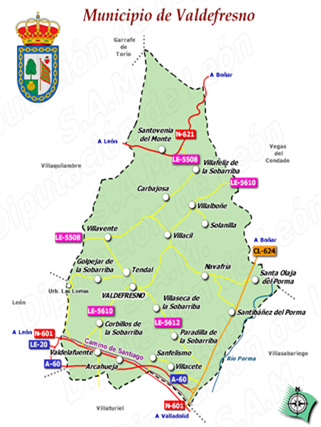 Municipio de Valdefresno
Garrafe
de Torío
A Boñar
Santovenia
del Monte
N-621
A León
LE-5508
Vegas
del
Condado
Villaquilambre
Villafeliz de
la Sobarriba
LE-5610
Carbajosa
Villalboñe
Solanilla
Villavente
LE-5508
Villacil
A Boñar
CL-624
Golpejar de
la Sobarriba
Tendal
Navafría
Santa Olaja
del Porma
Urb. Las Lomas
VALDEFRESNO
León
Villaseca de
la Sobarriba
Santibáñez del Porma
LE-5610
LE-5612
Corbillos de
la Sobarriba
A León
N-601
LE-20
Paradilla de
la Sobarriba
Camino de Santiago
Valdelafuente
Sanfelismo
Río Porma
Villasabariego
A-60
Arcahueja
Villacete
A-60
N-601
Villaturiel
A Valladolid
N